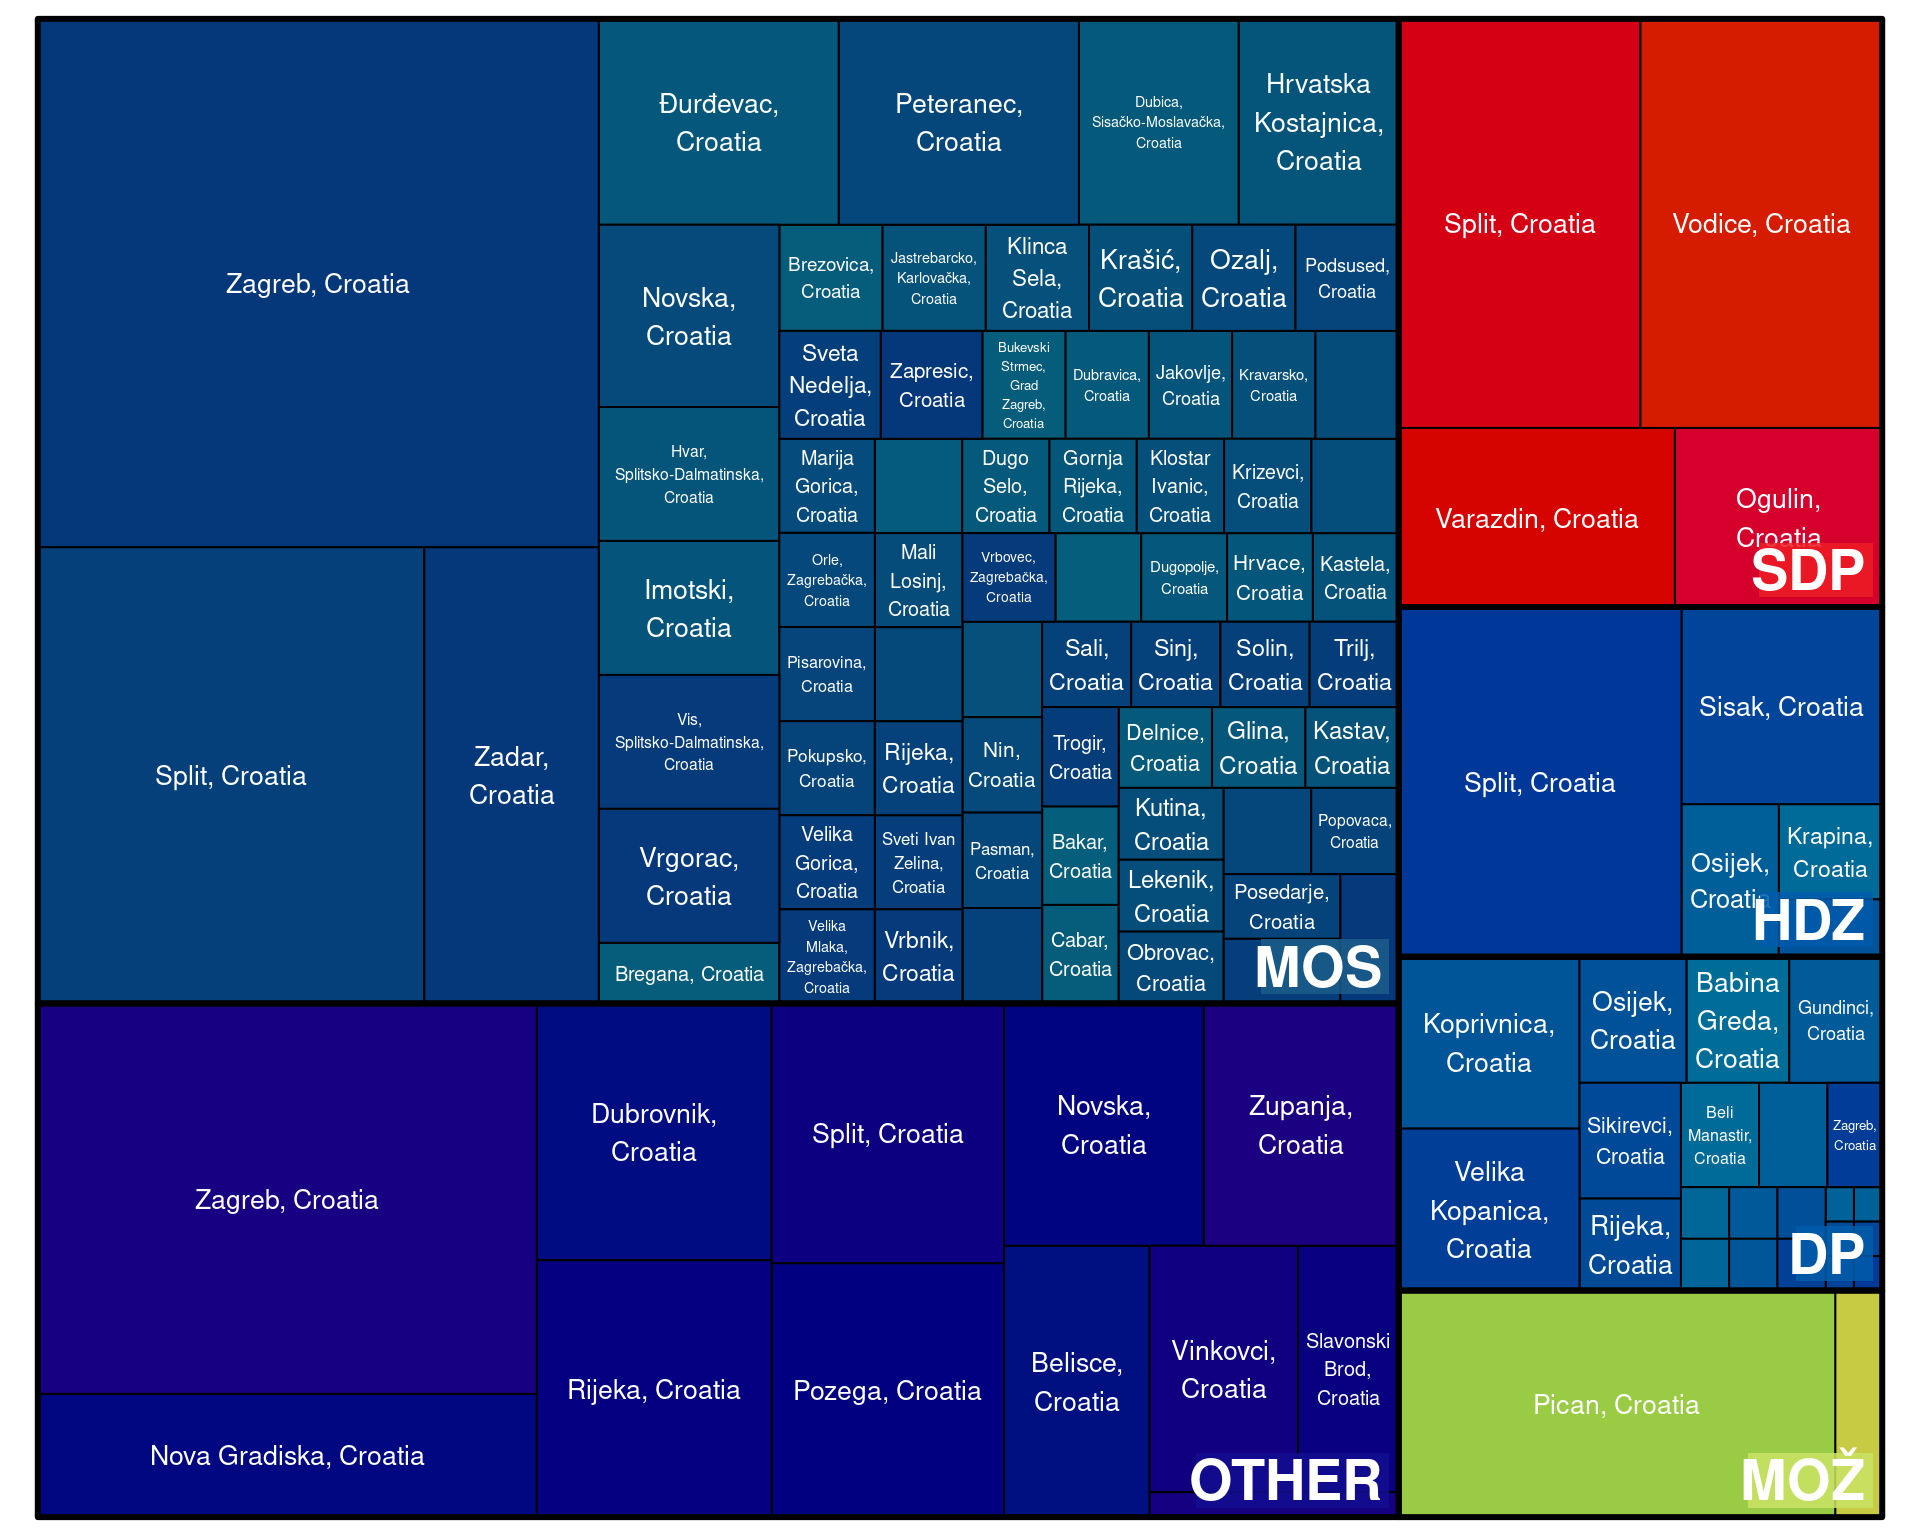 Zagreb, Croatia
Split, Croatia
Zadar,
Croatia
Đurđevac,
Croatia
Peteranec,
Croatia
Dubica,
Sisačko-Moslavačka,
Croatia
Hrvatska
Kostajnica,
Croatia
Novska,
Croatia
Hvar,
Splitsko-Dalmatinska,
Croatia
Imotski,
Croatia
Vis,
Splitsko-Dalmatinska,
Croatia
Vrgorac,
Croatia
Bregana, Croatia
Brezovica,
Croatia
Jastrebarcko,
Karlovačka,
Croatia
Klinca
Sela,
Croatia
Krašić,
Croatia
Ozalj,
Croatia
Podsused,
Croatia
Sveta
Nedelja,
Croatia
Zapresic,
Croatia
Bukevski
Strmec,
Grad
Zagreb,
Croatia
Dubravica,
Croatia
Jakovlje,
Croatia
Kravarsko,
Croatia
Marija
Gorica,
Croatia
Dugo
Selo,
Croatia
Gornja
Rijeka,
Croatia
Klostar
Ivanic,
Croatia
Krizevci,
Croatia
Orle,
Zagrebačka,
Croatia
Mali
Losinj,
Croatia
Vrbovec,
Zagrebačka,
Croatia
Dugopolje,
Croatia
Hrvace,
Croatia
Kastela,
Croatia
Pisarovina,
Croatia
Sali,
Croatia
Sinj,
Croatia
Solin,
Croatia
Trilj,
Croatia
Pokupsko,
Croatia
Rijeka,
Croatia
Nin,
Croatia
Trogir,
Croatia
Delnice,
Croatia
Glina,
Croatia
Kastav,
Croatia
Velika
Gorica,
Croatia
Sveti Ivan
Zelina,
Croatia
Pasman,
Croatia
Bakar,
Croatia
Kutina,
Croatia
Popovaca,
Croatia
Lekenik,
Croatia
Posedarje,
Croatia
Velika
Mlaka,
Zagrebačka,
Croatia
Vrbnik,
Croatia
Cabar,
Croatia
Obrovac,
Croatia
MOS
Zagreb, Croatia
Nova Gradiska, Croatia
Dubrovnik,
Croatia
Rijeka, Croatia
Split, Croatia
Pozega, Croatia
Novska,
Croatia
Zupanja,
Croatia
Belisce,
Croatia
Vinkovci,
Croatia
Slavonski
Brod,
Croatia
OTHER
Split, Croatia
Vodice, Croatia
Varazdin, Croatia
Ogulin,
Croatia
SDP
Split, Croatia
Sisak, Croatia
Osijek,
Croatia
Krapina,
Croatia
HDZ
Koprivnica,
Croatia
Velika
Kopanica,
Croatia
Osijek,
Croatia
Babina
Greda,
Croatia
Gundinci,
Croatia
Sikirevci,
Croatia
Beli
Manastir,
Croatia
Zagreb,
Croatia
Rijeka,
Croatia
DP
Pican, Croatia
MOŽ